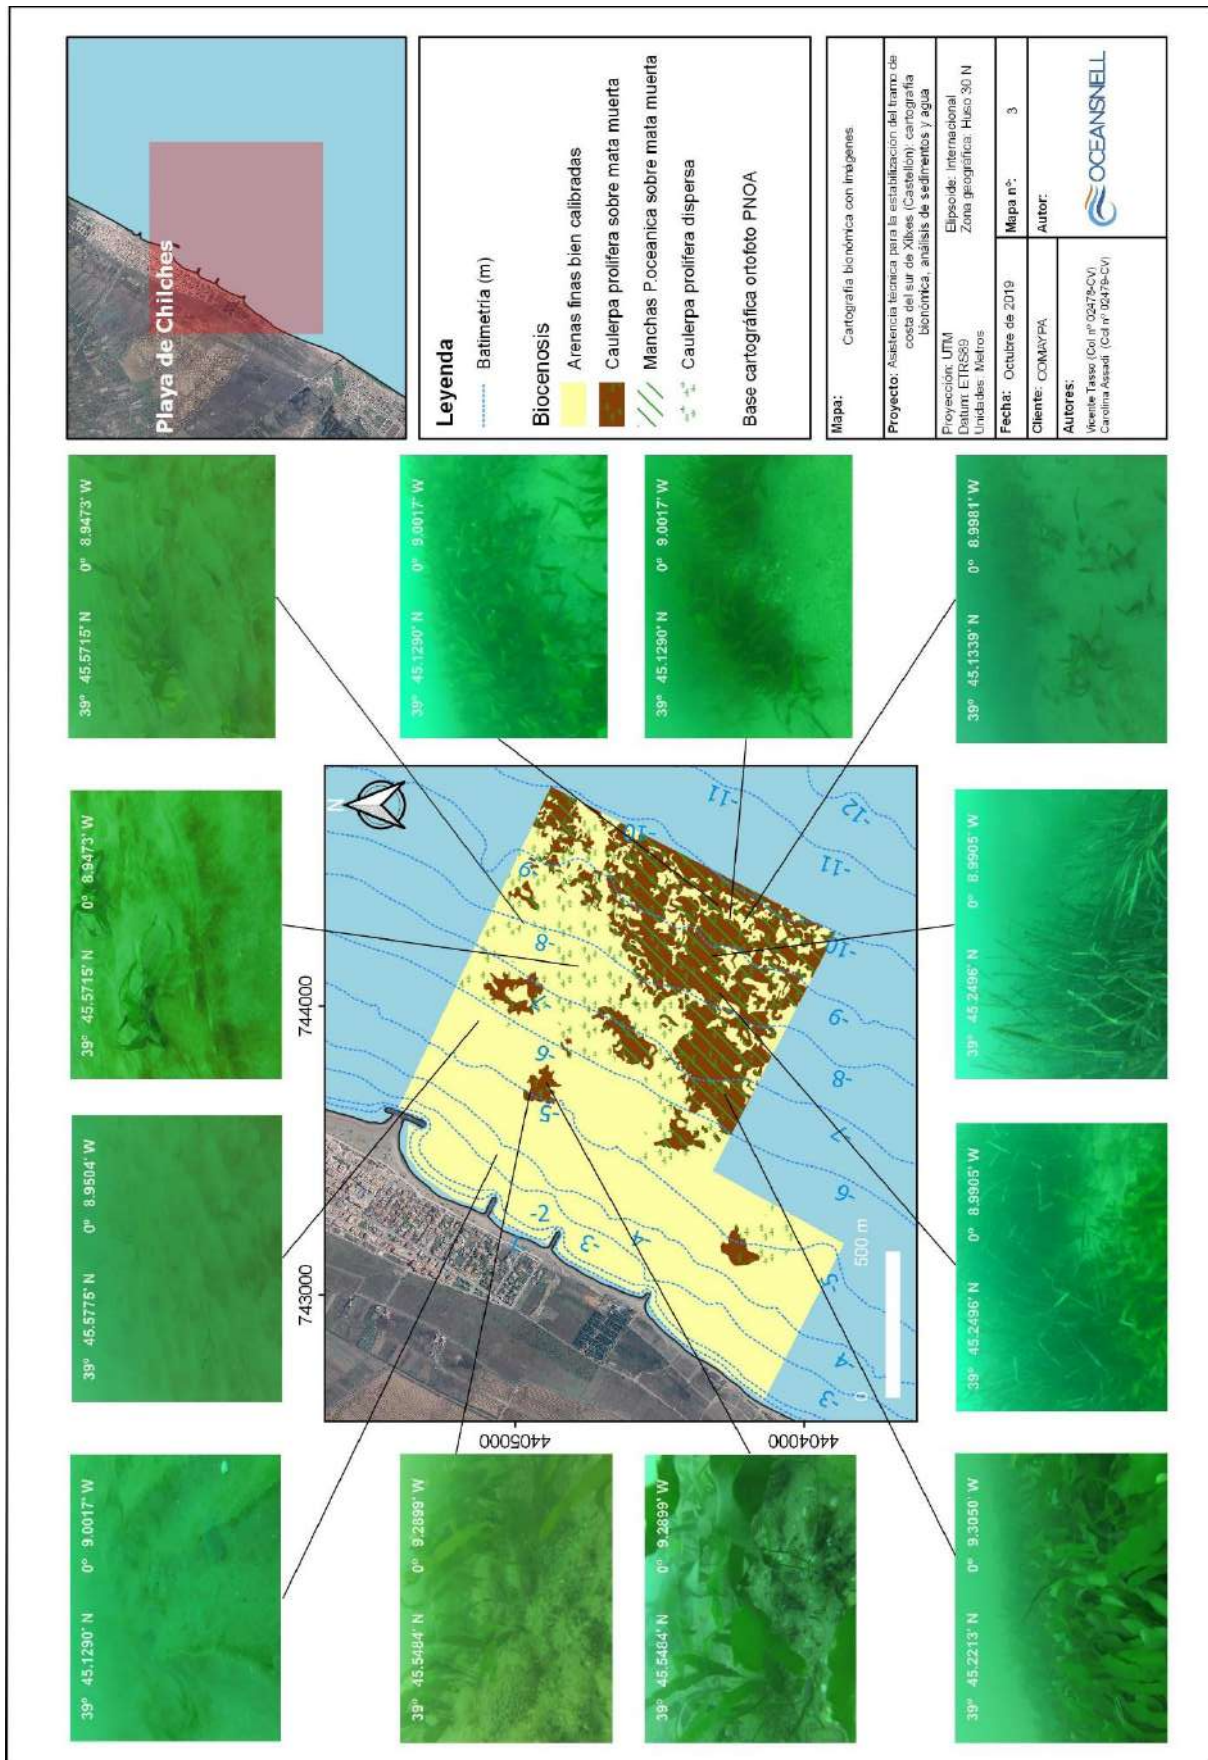 39° 45.1290' N 0° 9.0017' W
39° 45.5775' N 0° 8.9504' W
39° 45.5715' N 0° 8.9473' W
39° 45.5715' N 0° 8.9473' W
Playa de Chilches
39° 45.5484' N 0° 9.2899' W
39° 45.1290' N 0° 9.0017' W
39° 45.5484' N 0° 9.2899' W
39° 45.1290' N 0° 9.0017' W
39° 45.2213' N 0° 9.3050' W
39° 45.2496' N 0° 8.9905' W
39° 45.2496' N 0° 8.9905' W
39° 45.1339' N 0° 8.9981' W
743000
744000
4405000
4404000
N
-2
-3
-4
-5
-6
-7
-8
-9
-10
-11
-3
-4
-5
-6
-7
-8
-9
-10
-11
-12
0
500 m
Leyenda
Batimetría (m)
Biocenosis
Arenas finas bien calibradas
Caulerpa prolifera sobre mata muerta
Manchas P.oceanica sobre mata muerta
Caulerpa prolifera dispersa
Base cartográfica ortofoto PNOA
Mapa:
Cartografía bionómica con imágenes
Proyecto: Asistencia técnica para la estabilización del tramo de
costa del sur de Xilxes (Castellón): cartografía
bionómica, análisis de sedimentos y agua
Proyección: UTM
Datum: ETRS89
Unidades: Metros
Elipsoide: Internacional
Zona geográfica: Huso 30 N
Fecha: Octubre de 2019
Mapa nº: 3
Cliente: COMAYPA
Autor:
Autores:
Vicente Tasso (Col nº 02478-CV)
Carolina Assadi (Col nº 02479-CV)
OCEANSNELL